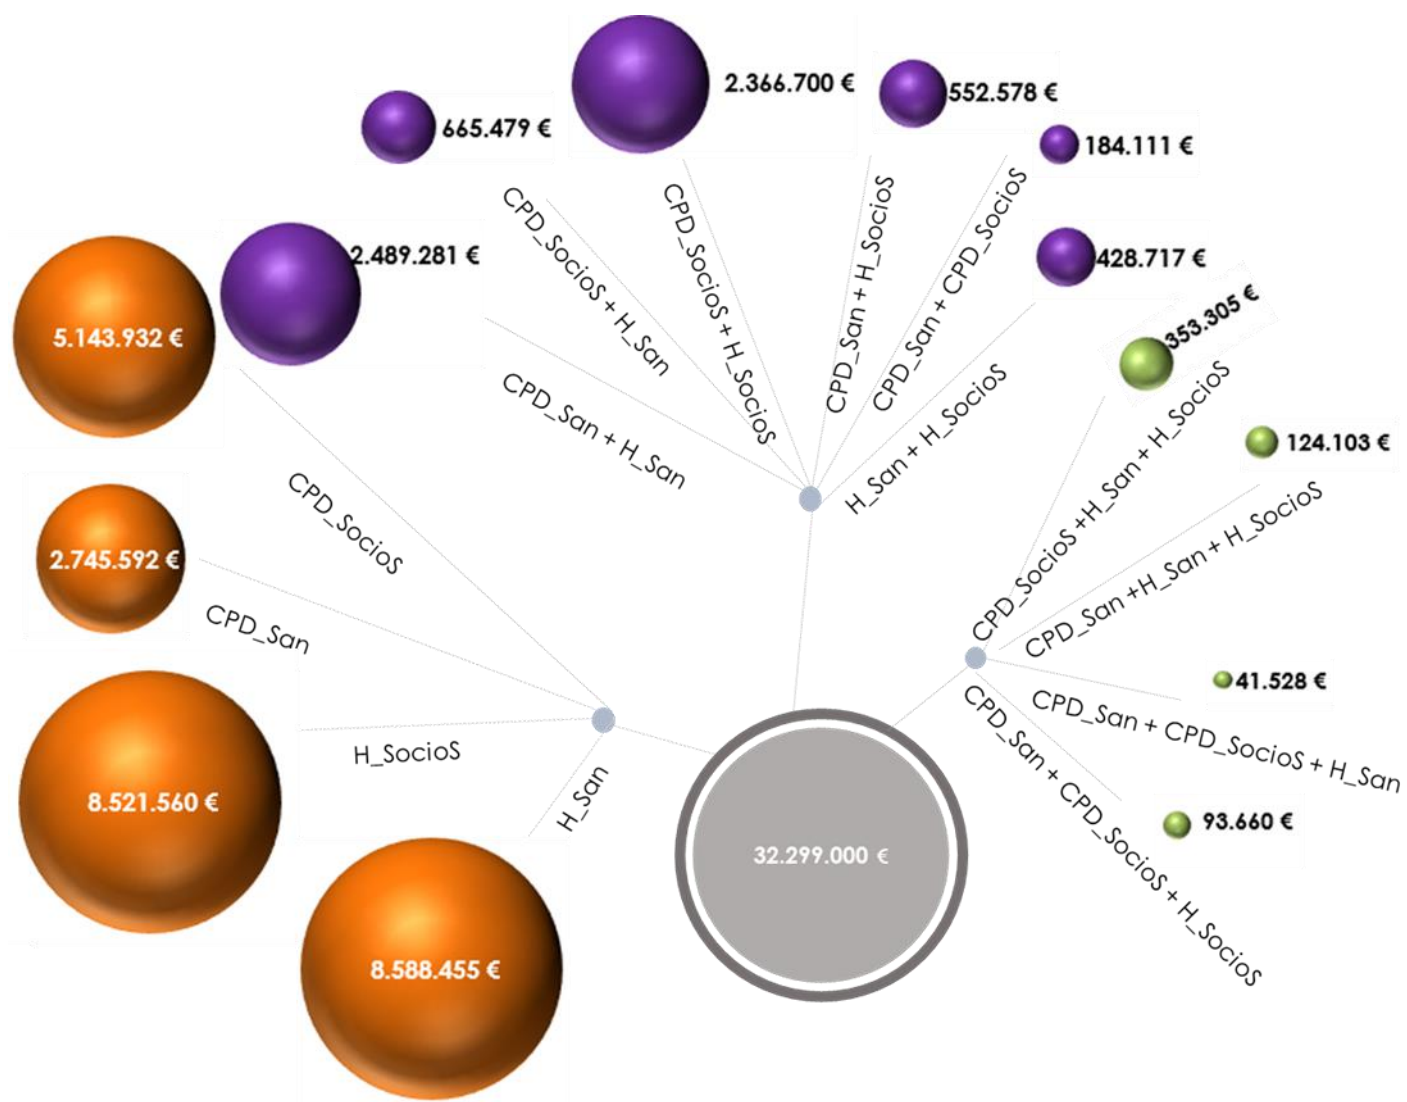 2.366.700 €
552.578 €
665.479 €
184.111 €
2.489.281 €
428.717 €
353.305 €
5.143.932 €
124.103 €
2.745.592 €
41.528 €
8.521.560 €
93.660 €
8.588.455 €
32.299.000 €
CPD_SocioS + H_San
CPD_SocioS + H_SocioS
CPD_San + H_SocioS
CPD_San + CPD_SocioS
CPD_San + H_San
H_San + H_SocioS
CPD_SocioS +H_San + H_SocioS
CPD_San +H_San + H_SocioS
CPD_San + CPD_SocioS + H_San
CPD_San + CPD_SocioS + H_SocioS
CPD_SocioS
CPD_San
H_SocioS
H_San